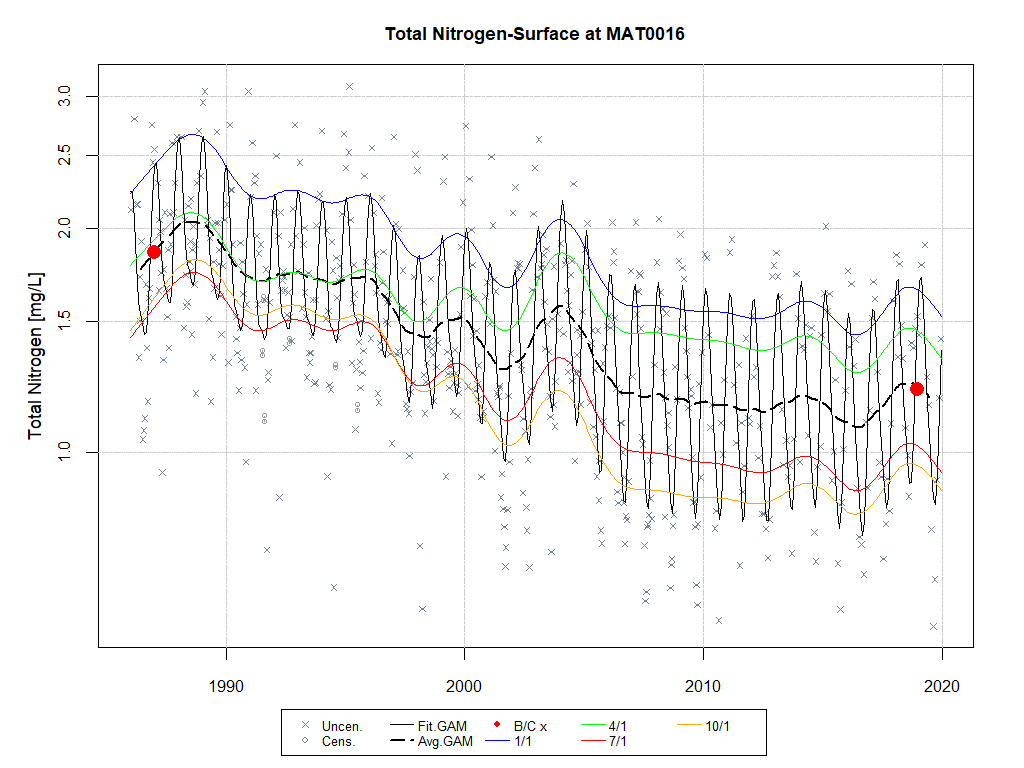 Total Nitrogen-Surface at MAT0016
Total Nitrogen [mg/L]
3.0
2.5
2.0
1.5
1.0
1990 2000 2010 2020
Uncen. Fit.GAM B/C x 4/1 10/1
Cens. Avg.GAM 1/1 7/1